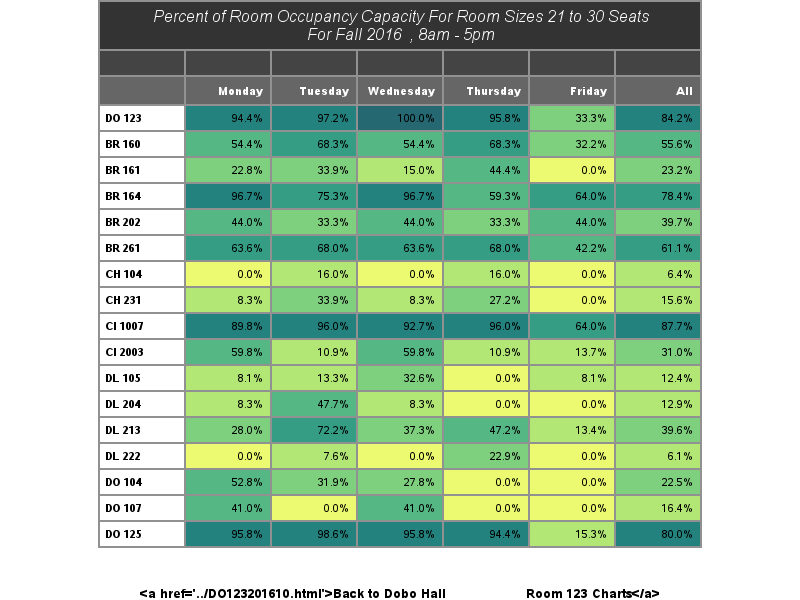 Percent of Room Occupancy Capacity For Room Sizes 21 to 30 Seats
For Fall 2016 , 8am - 5pm
Monday Tuesday Wednesday Thursday Friday All
DO 123 94.4% 97.2% 100.0% 95.8% 33.3% 84.2%
BR 160 54.4% 68.3% 54.4% 68.3% 32.2% 55.6%
BR 161 22.8% 33.9% 15.0% 44.4% 0.0% 23.2%
BR 164 96.7% 75.3% 96.7% 59.3% 64.0% 78.4%
BR 202 44.0% 33.3% 44.0% 33.3% 44.0% 39.7%
BR 261 63.6% 68.0% 63.6% 68.0% 42.2% 61.1%
CH 104 0.0% 16.0% 0.0% 16.0% 0.0% 6.4%
CH 231 8.3% 33.9% 8.3% 27.2% 0.0% 15.6%
CI 1007 89.8% 96.0% 92.7% 96.0% 64.0% 87.7%
CI 2003 59.8% 10.9% 59.8% 10.9% 13.7% 31.0%
DL 105 8.1% 13.3% 32.6% 0.0% 8.1% 12.4%
DL 204 8.3% 47.7% 8.3% 0.0% 0.0% 12.9%
DL 213 28.0% 72.2% 37.3% 47.2% 13.4% 39.6%
DL 222 0.0% 7.6% 0.0% 22.9% 0.0% 6.1%
DO 104 52.8% 31.9% 27.8% 0.0% 0.0% 22.5%
DO 107 41.0% 0.0% 41.0% 0.0% 0.0% 16.4%
DO 125 95.8% 98.6% 95.8% 94.4% 15.3% 80.0%
<a href='../DO123201610.html'>Back to Dobo Hall Room 123 Charts</a>